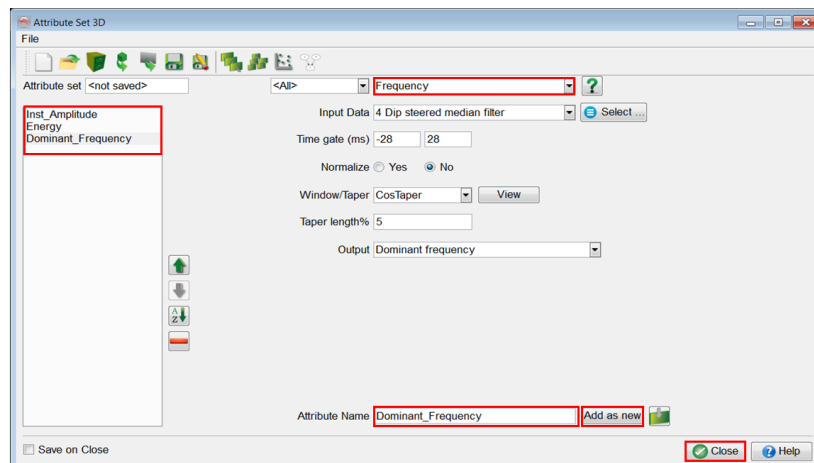 Attribute Set 3D
File
Attribute set <not saved> <All> Frequency
Inst_Amplitude
Energy
Dominant_Frequency
Input Data 4 Dip steered median filter Select ...
Time gate (ms) -28 28
Normalize Yes No
Window/Taper CosTaper View
Taper length% 5
Output Dominant frequency
A
Z
Attribute Name Dominant_Frequency Add as new
Save on Close Close Help